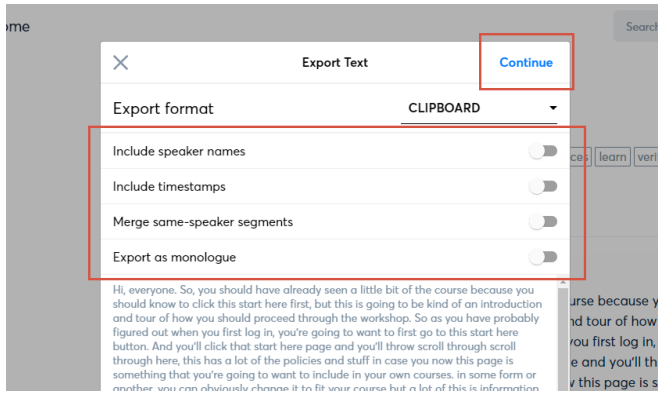 ome
Search
Export Text
Continue
Export format
CLIPBOARD
Include speaker names
Include timestamps
Merge same-speaker segments
Export as monologue
Hi, everyone. So, you should have already seen a little bit of the course because you
should know to click this start here first, but this is going to be kind of an introduction
and tour of how you should proceed through the workshop. So as you have probably
figured out when you first log in, you're going to want to first go to this start here
button. And you'll click that start here page and you'll throw scroll through scroll
through here, this has a lot of the policies and stuff in case you now this page is
something that you're going to want to include in your own courses. in some form or
another, you can obviously change it to fit your course but a lot of this is information
ces
learn
veri
urse because y
nd tour of how
you first log in,
e and you'll th
v this page is s